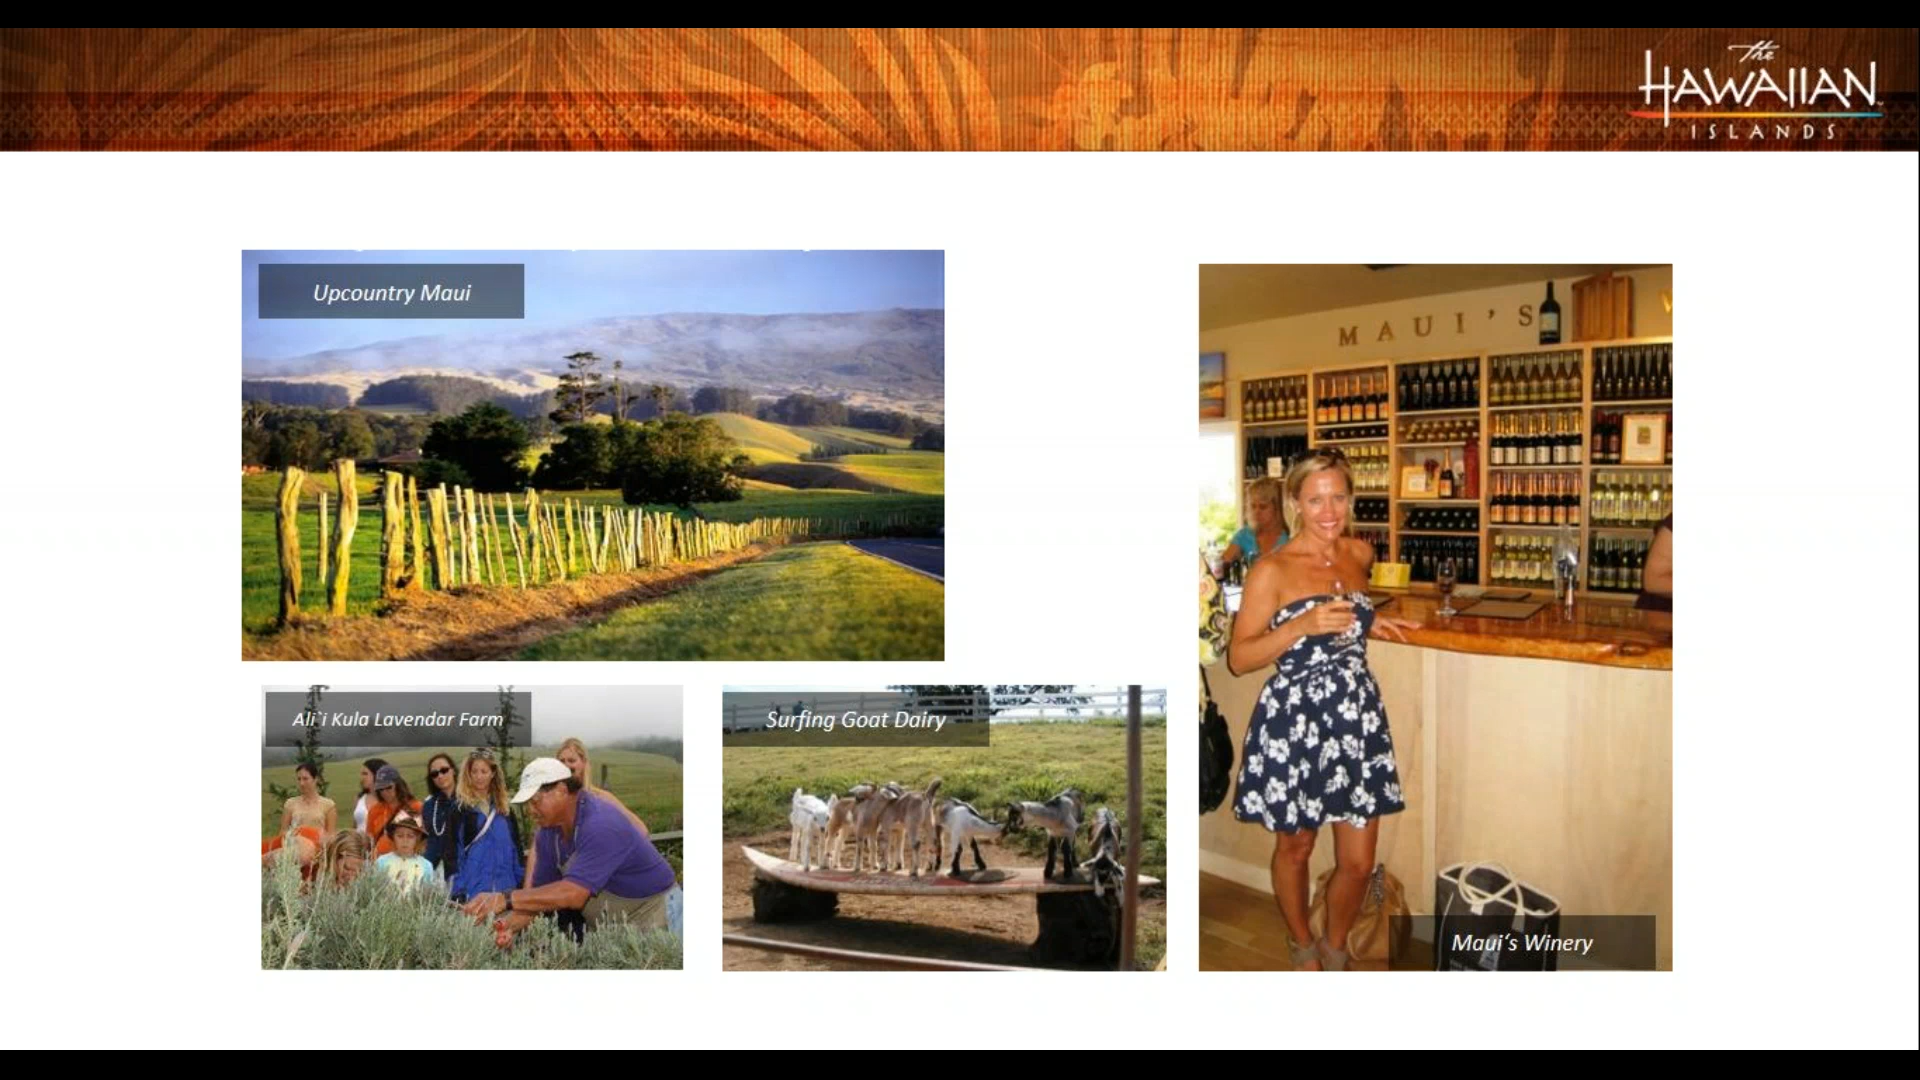 the
HAWAIIAN
ISLANDS
Upcountry Maui
MAUI'S
Ali`i Kula Lavendar Farm
Surfing Goat Dairy
Maui's Winery